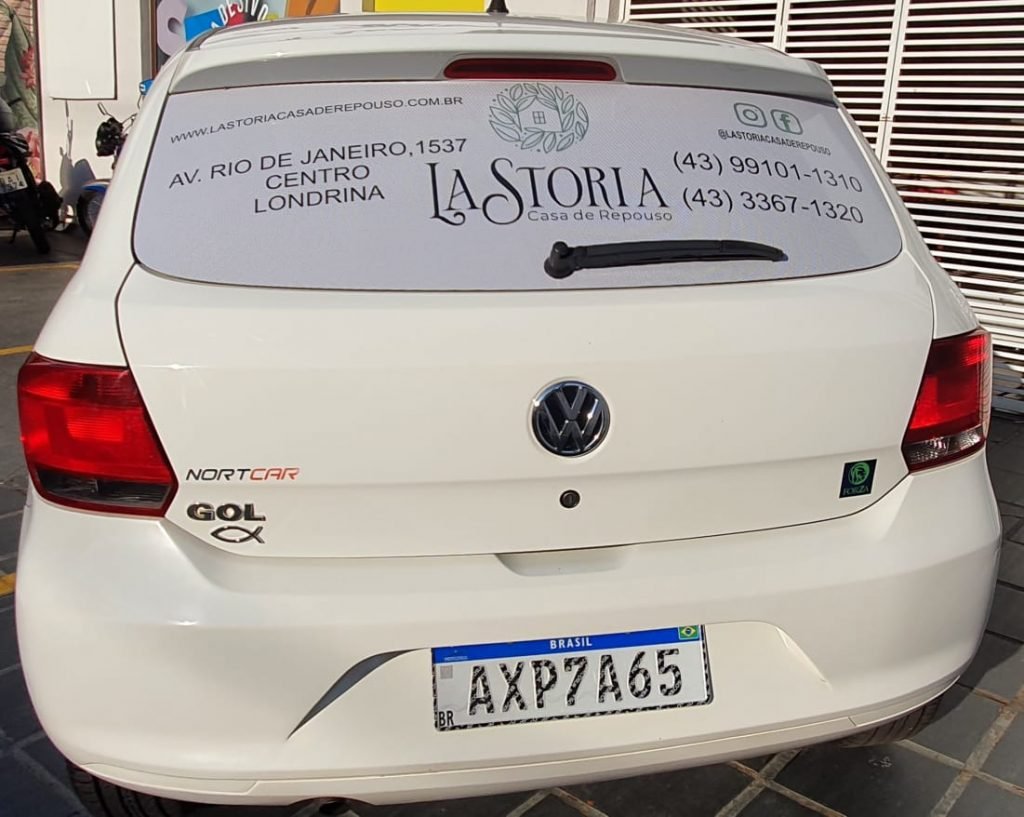 WWW.LASTORIACASADEREPOUSO.COM.BR
AV. RIO DE JANEIRO,1537
CENTRO
LONDRINA
LASTORIA
Casa de Repouso
@LASTORIACASADEREPOUSO
(43) 99101-1310
(43) 3367-1320
NORTCAR
GOL
FORZA
BRASIL
AXP7A65
BR